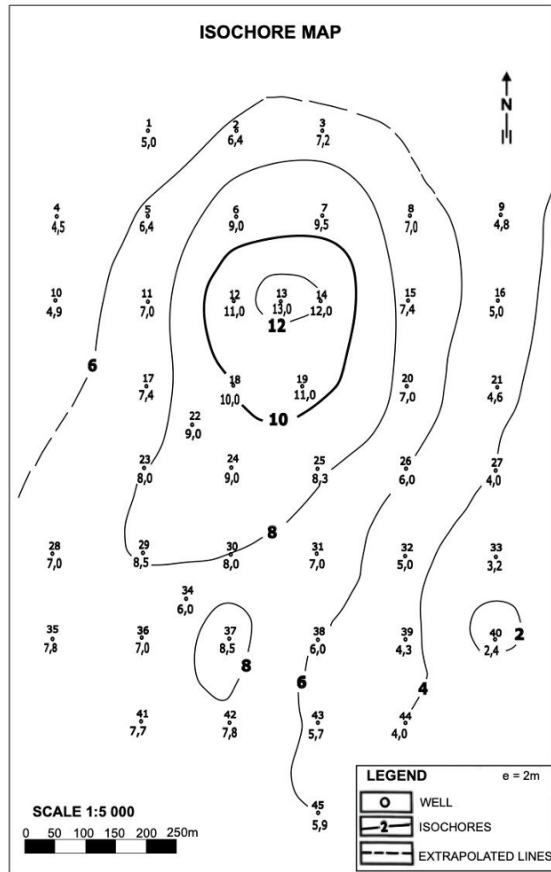 ISOCHORE MAP
N
1 2 3
5,0 6,4 7,2
4 5 6 7 8 9
4,5 6,4 9,0 9,5 7,0 4,8
10 11 12 13 14 15 16
4,9 7,0 11,0 13,0 12,0 7,4 5,0
12
6
17 18 19 20 21
7,4 10,0 11,0 7,0 4,6
22 10
9,0
23 24 25 26 27
8,0 9,0 8,3 6,0 4,0
8
28 29 30 31 32 33
7,0 8,5 8,0 7,0 5,0 3,2
34
6,0
35 36 37 38 39 40 2
7,8 7,0 8,5 6,0 4,3 2,4
8 6 4
41 42 43 44
7,7 7,8 5,7 4,0
45
5,9
LEGEND e = 2m
WELL
2 ISOCHORES
EXTRAPOLATED LINES
SCALE 1:5 000
0 50 100 150 200 250m